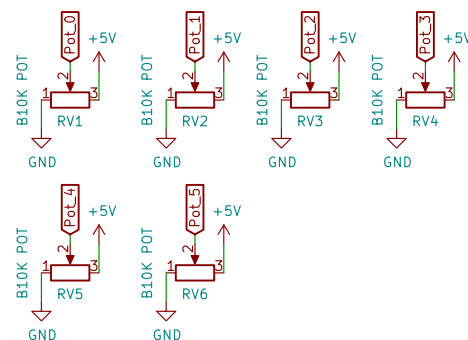 Pot_0
+5V
B10K POT
2
1
3
RV1
GND
Pot_1
+5V
B10K POT
2
1
3
RV2
GND
Pot_2
+5V
B10K POT
2
1
3
RV3
GND
Pot_3
+5V
B10K POT
2
1
3
RV4
GND
Pot_4
+5V
B10K POT
2
1
3
RV5
GND
Pot_5
+5V
B10K POT
2
1
3
RV6
GND